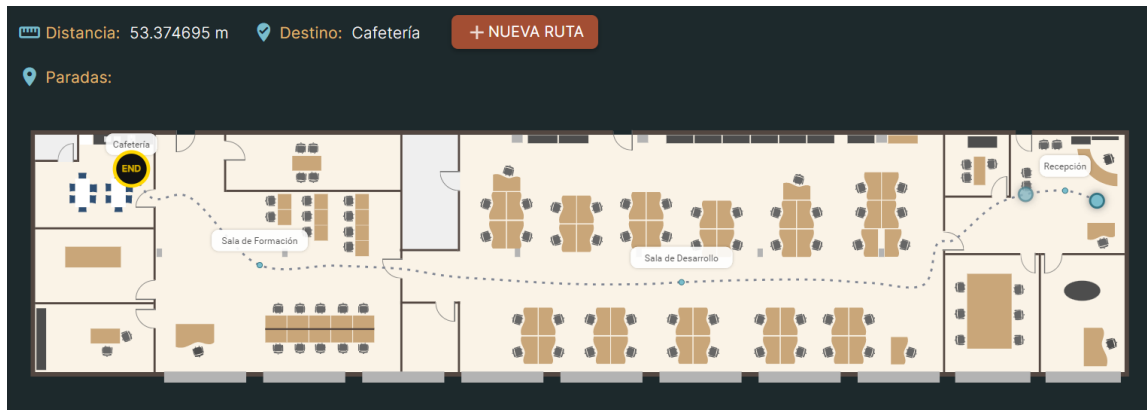 Distancia: 53.374695 m Destino: Cafetería + NUEVA RUTA
Paradas:
Cafetería
END
Recepción
Sala de Formación
Sala de Desarrollo